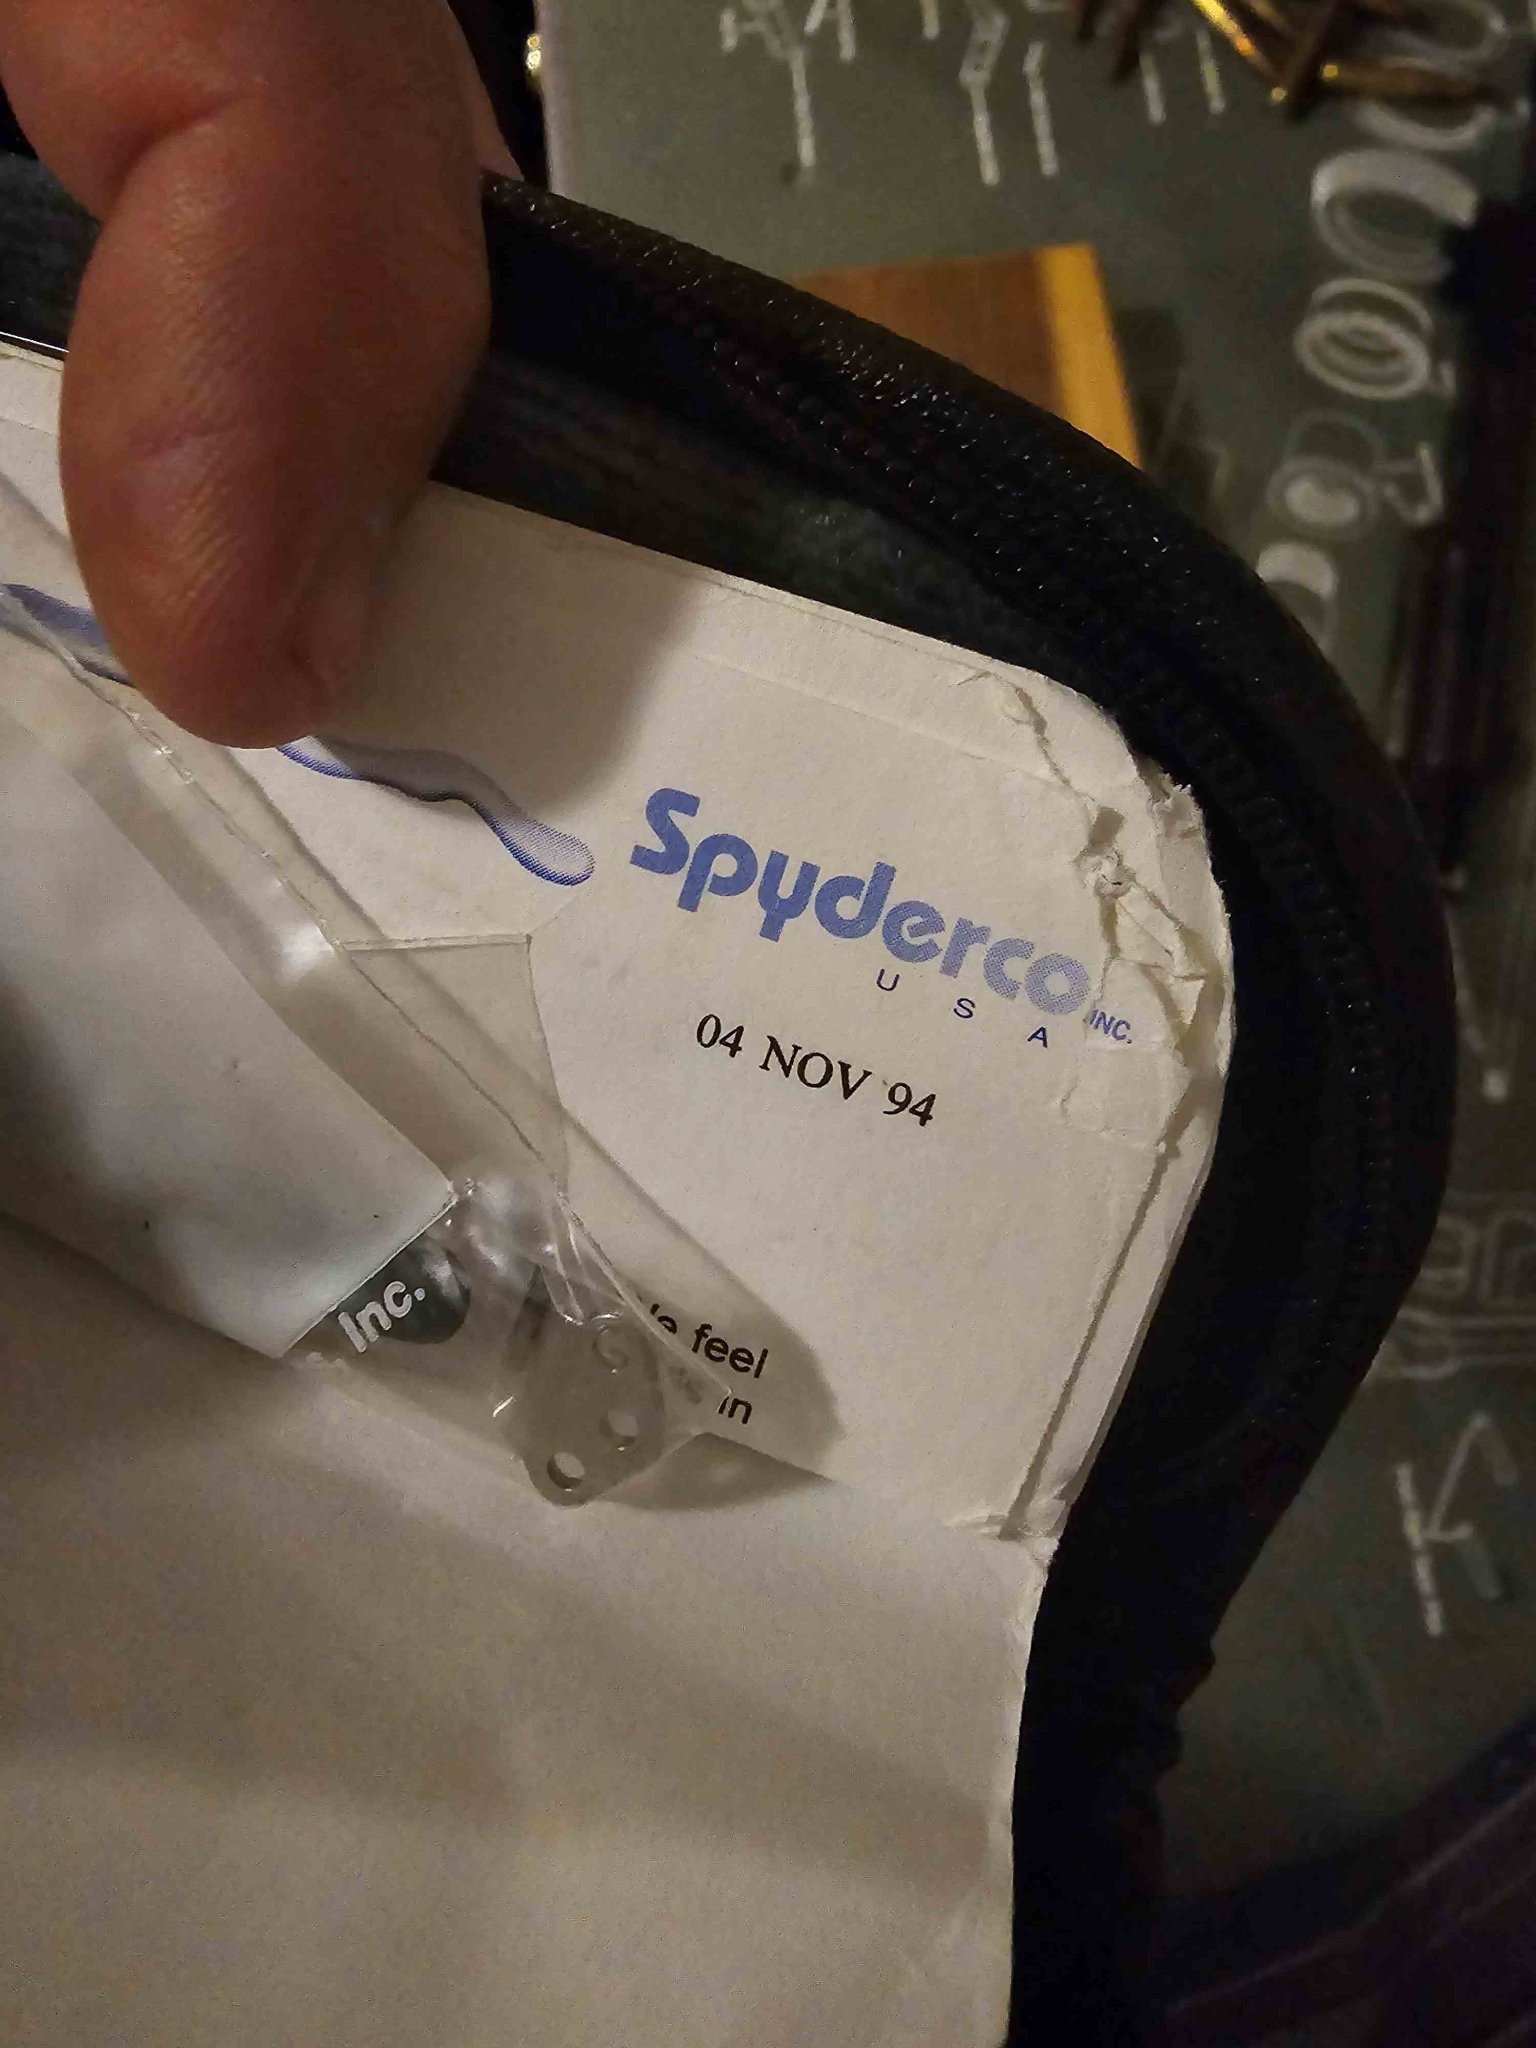 Spyderco INC.
U S A
04 NOV 94
Inc.
feel
in
K